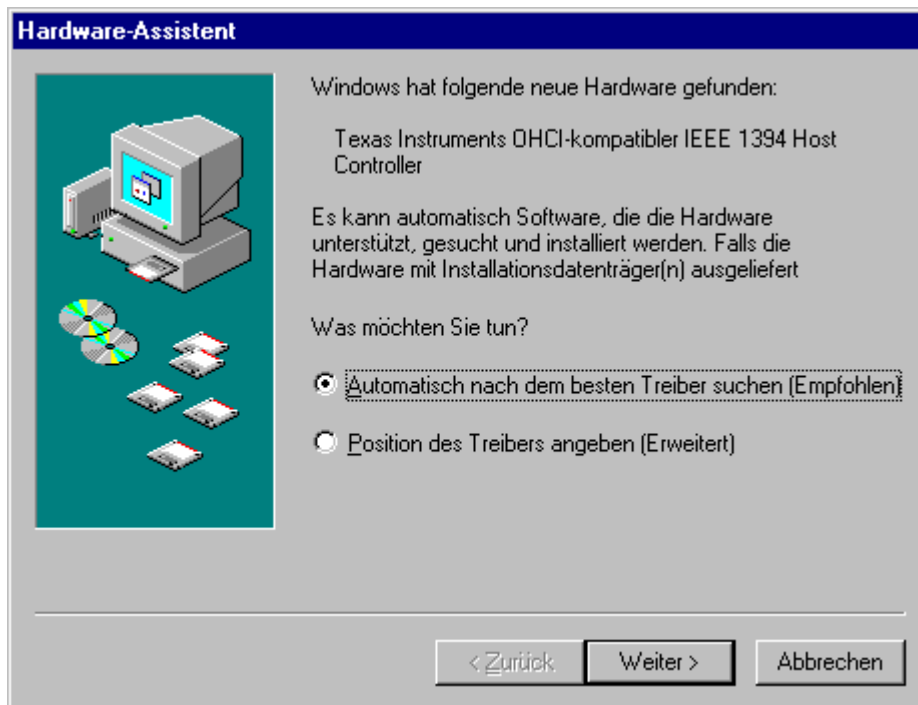 Hardware-Assistent
Windows hat folgende neue Hardware gefunden:
Texas Instruments OHCI-kompatibler IEEE 1394 Host
Controller
Es kann automatisch Software, die die Hardware
unterstützt, gesucht und installiert werden. Falls die
Hardware mit Installationsdatenträger(n) ausgeliefert
Was möchten Sie tun?
Automatisch nach dem besten Treiber suchen (Empfohlen)
Position des Treibers angeben (Erweitert)
< Zurück Weiter > Abbrechen